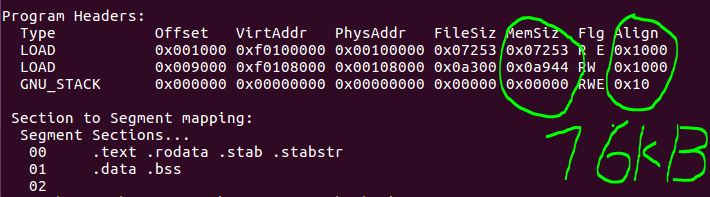 Program Headers:
Type Offset VirtAddr PhysAddr FileSiz MemSiz Flg Align
LOAD 0x001000 0xf0100000 0x00100000 0x07253 0x07253 R E 0x1000
LOAD 0x009000 0xf0108000 0x00108000 0x0a300 0x0a944 RW 0x1000
GNU_STACK 0x000000 0x00000000 0x00000000 0x00000 0x00000 RWE 0x10
76kB
Section to Segment mapping:
Segment Sections...
00 .text .rodata .stab .stabstr
01 .data .bss
02